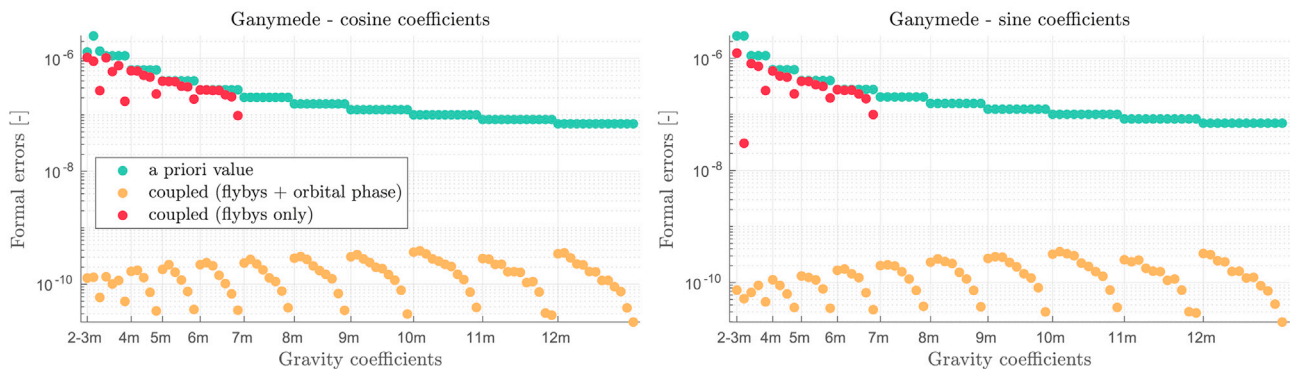 Ganymede - cosine coefficients
Formal errors [-]
10-6
10-8
10-10
a priori value
coupled (flybys + orbital phase)
coupled (flybys only)
2-3m 4m 5m 6m 7m 8m 9m 10m 11m 12m
Gravity coefficients
Ganymede - sine coefficients
Formal errors [-]
10-6
10-8
10-10
2-3m 4m 5m 6m 7m 8m 9m 10m 11m 12m
Gravity coefficients